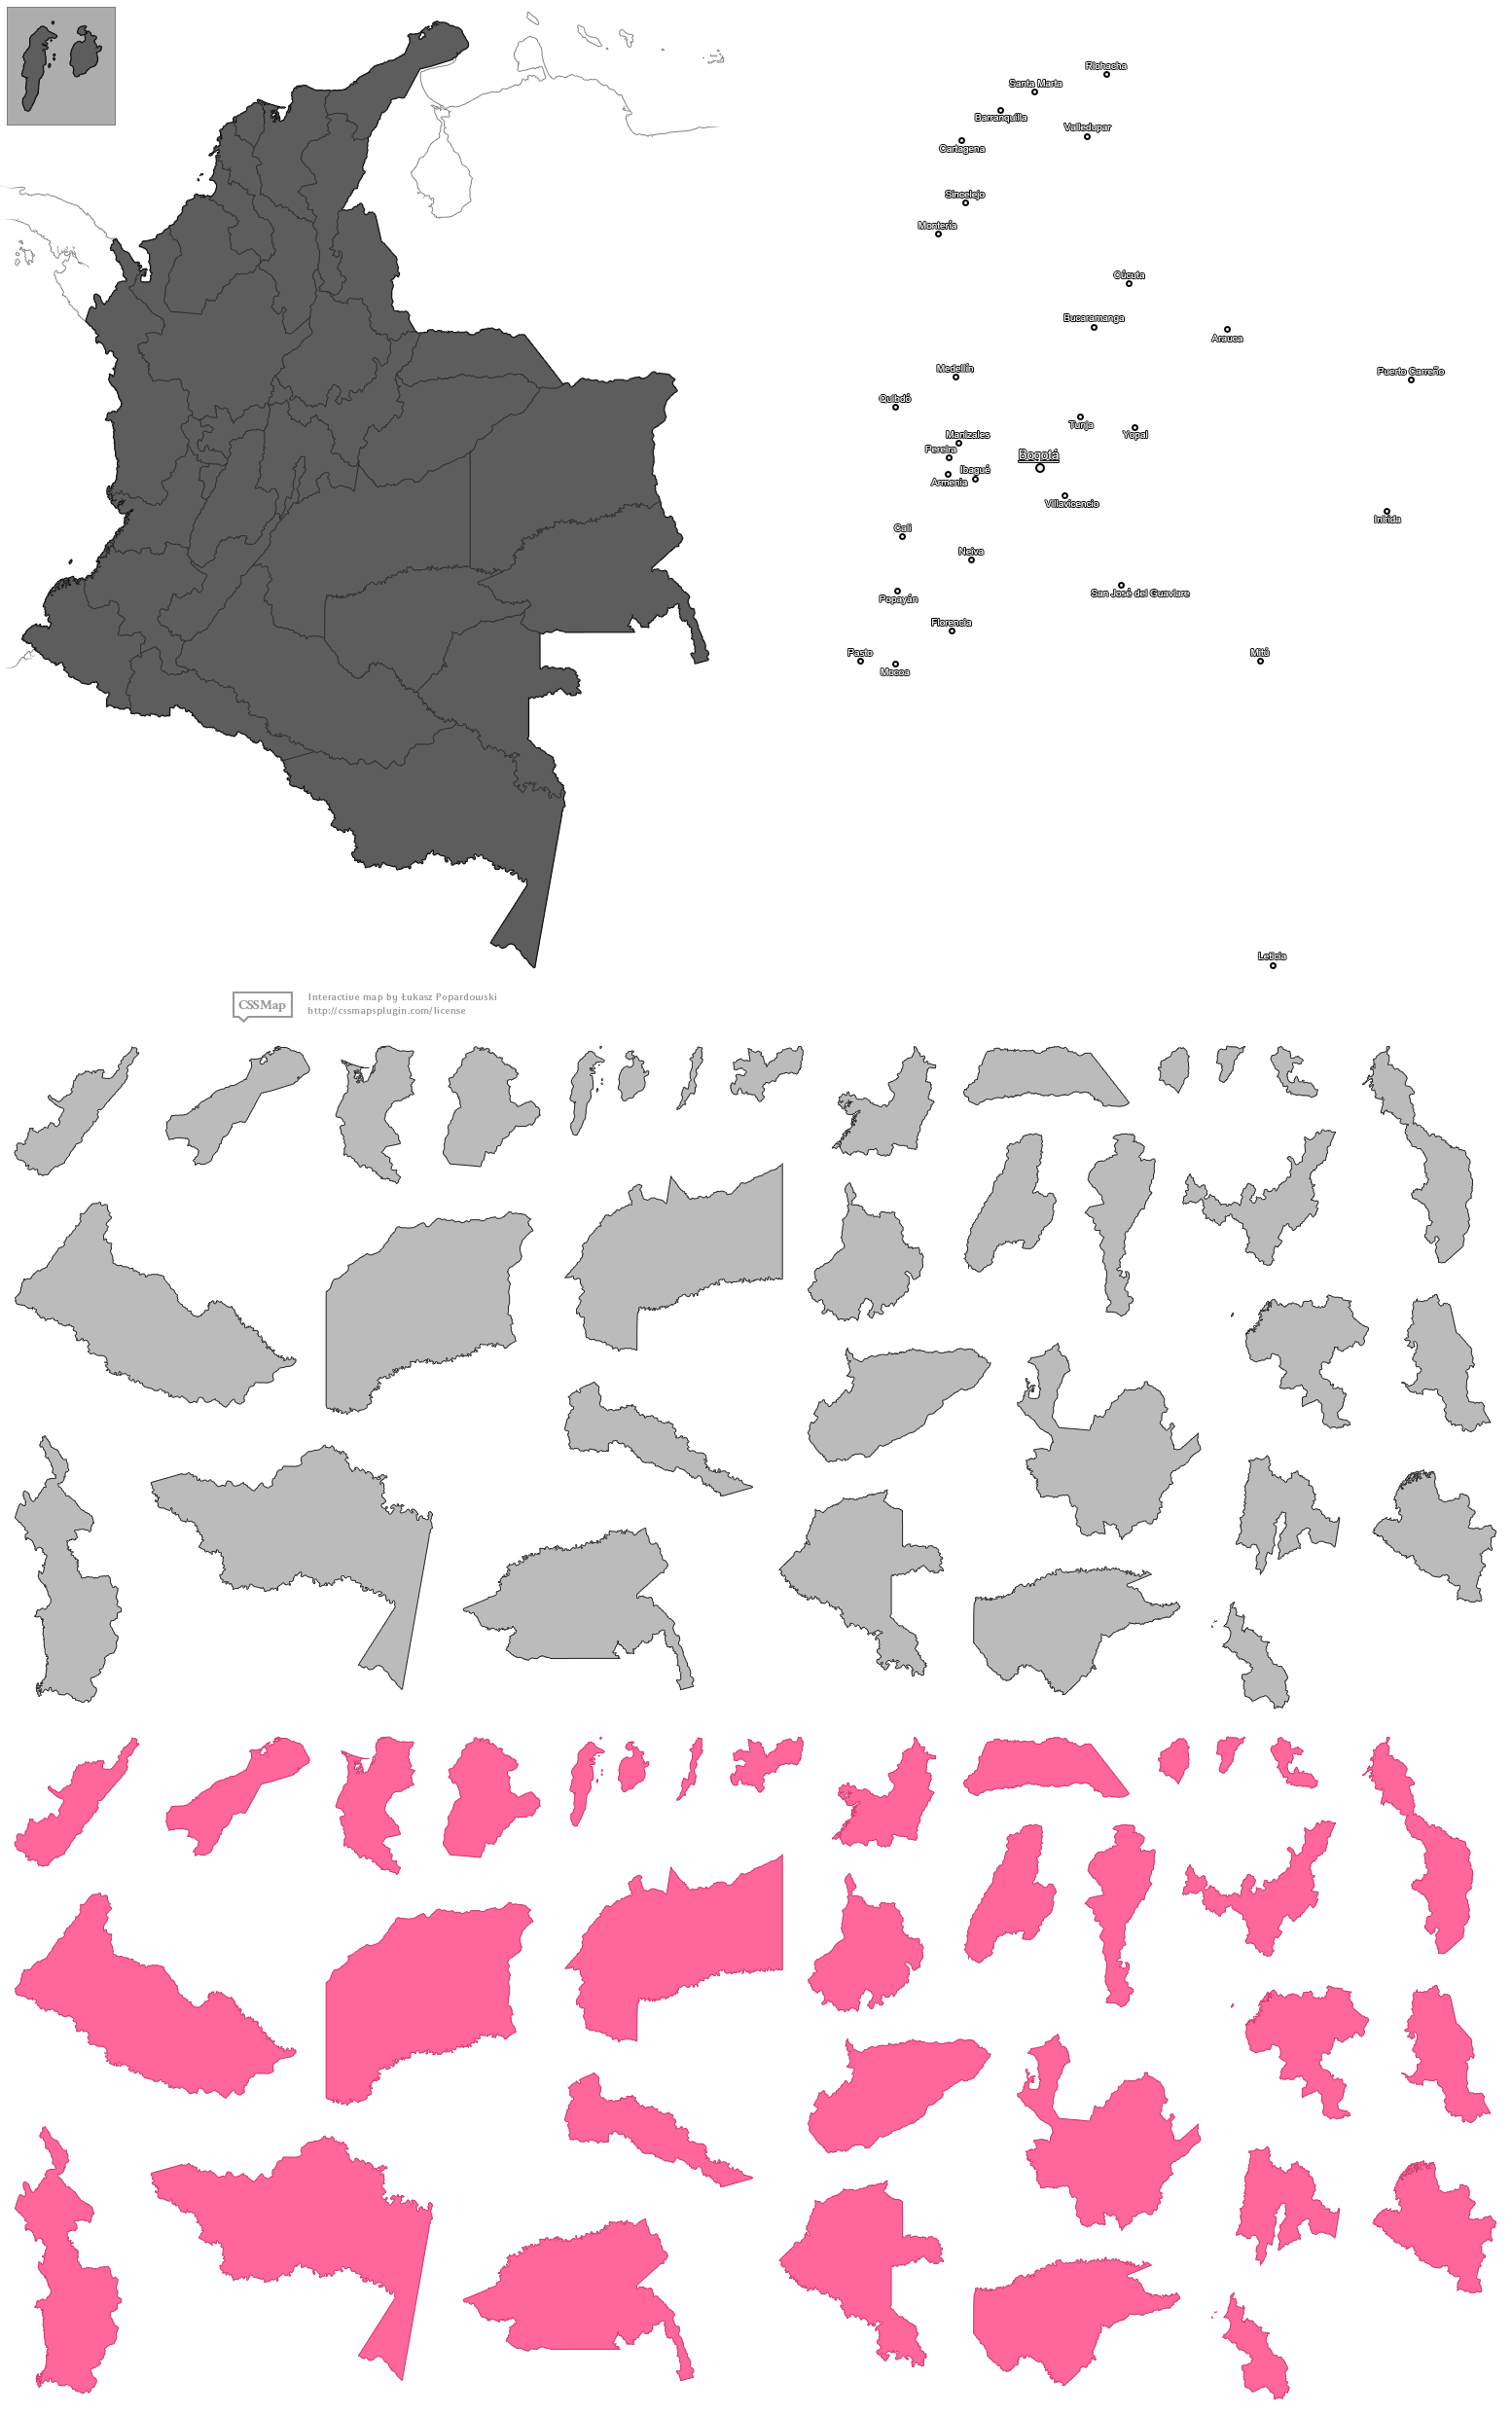 Riohacha
Santa Marta
Barranquilla
Valledupar
Cartagena
Sincelejo
Montería
Cúcuta
Bucaramanga
Arauca
Medellín
Puerto Carreño
Quibdó
Tunja
Yopal
Manizales
Pereira
Bogotá
Ibagué
Armenia
Villavicencio
Inírida
Cali
Neiva
San José del Guaviare
Popayán
Florencia
Pasto
Mitú
Mocoa
Leticia
CSSMap
Interactive map by Łukasz Popardowski
http://cssmapsplugin.com/license